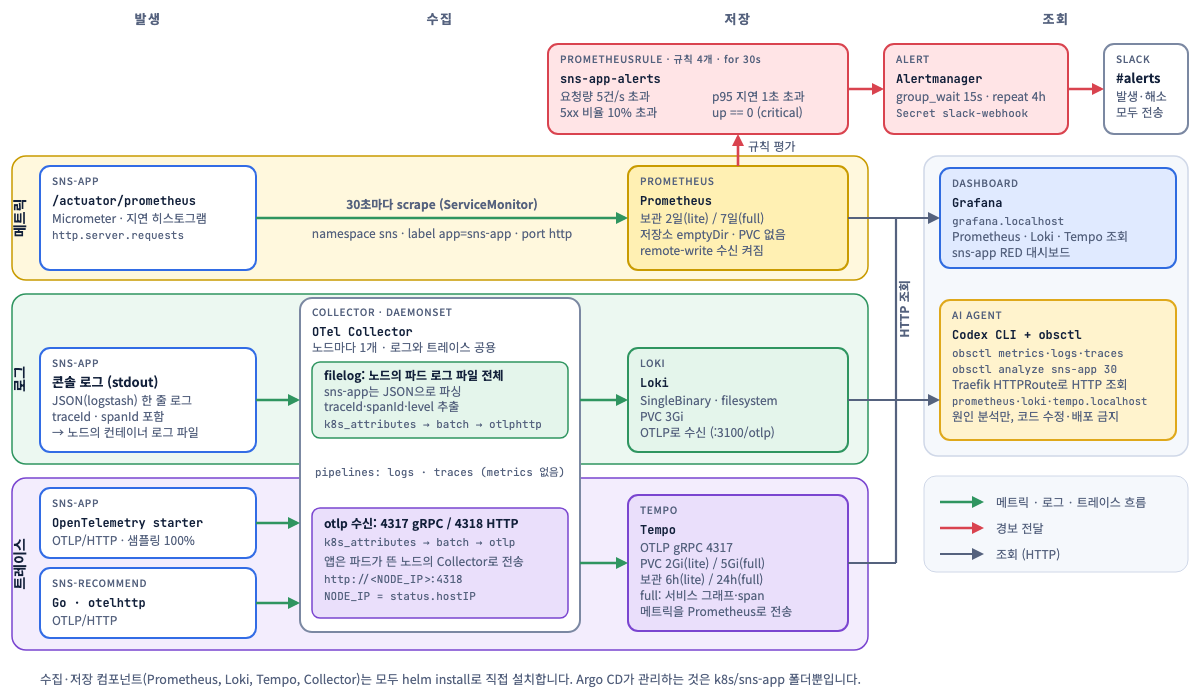 발생
수집
저장
조회
PROMETHEUSRULE · 규칙 4개 · for 30s
sns-app-alerts
요청량 5건/s 초과
p95 지연 1초 초과
5xx 비율 10% 초과
up == 0 (critical)
ALERT
Alertmanager
group_wait 15s · repeat 4h
Secret slack-webhook
SLACK
#alerts
발생·해소
모두 전송
규칙 평가
메트릭
SNS-APP
/actuator/prometheus
Micrometer · 지연 히스토그램
http.server.requests
30초마다 scrape (ServiceMonitor)
namespace sns · label app=sns-app · port http
PROMETHEUS
Prometheus
보관 2일(lite) / 7일(full)
저장소 emptyDir · PVC 없음
remote-write 수신 켜짐
로그
SNS-APP
콘솔 로그 (stdout)
JSON(logstash) 한 줄 로그
traceId · spanId 포함
→ 노드의 컨테이너 로그 파일
COLLECTOR · DAEMONSET
OTel Collector
노드마다 1개 · 로그와 트레이스 공용
filelog: 노드의 파드 로그 파일 전체
sns-app는 JSON으로 파싱
traceId·spanId·level 추출
k8s_attributes → batch → otlphttp
pipelines: logs · traces (metrics 없음)
otlp 수신: 4317 gRPC / 4318 HTTP
k8s_attributes → batch → otlp
앱은 파드가 뜬 노드의 Collector로 전송
http://<NODE_IP>:4318
NODE_IP = status.hostIP
LOKI
Loki
SingleBinary · filesystem
PVC 3Gi
OTLP로 수신 (:3100/otlp)
트레이스
SNS-APP
OpenTelemetry starter
OTLP/HTTP · 샘플링 100%
SNS-RECOMMEND
Go · otelhttp
OTLP/HTTP
TEMPO
Tempo
OTLP gRPC 4317
PVC 2Gi(lite) / 5Gi(full)
보관 6h(lite) / 24h(full)
full: 서비스 그래프·span
메트릭을 Prometheus로 전송
HTTP 조회
DASHBOARD
Grafana
grafana.localhost
Prometheus · Loki · Tempo 조회
sns-app RED 대시보드
AI AGENT
Codex CLI + obsctl
obsctl metrics·logs·traces
obsctl analyze sns-app 30
Traefik HTTPRoute로 HTTP 조회
prometheus·loki·tempo.localhost
원인 분석만, 코드 수정·배포 금지
메트릭 · 로그 · 트레이스 흐름
경보 전달
조회 (HTTP)
수집·저장 컴포넌트(Prometheus, Loki, Tempo, Collector)는 모두 helm install로 직접 설치합니다. Argo CD가 관리하는 것은 k8s/sns-app 폴더뿐입니다.